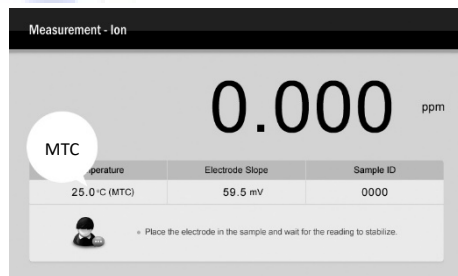 Measurement - Ion
0.000 ppm
MTC
perature Electrode Slope Sample ID
25.0 °C (MTC) 59.5 mV 0000
Place the electrode in the sample and wait for the reading to stabilize.